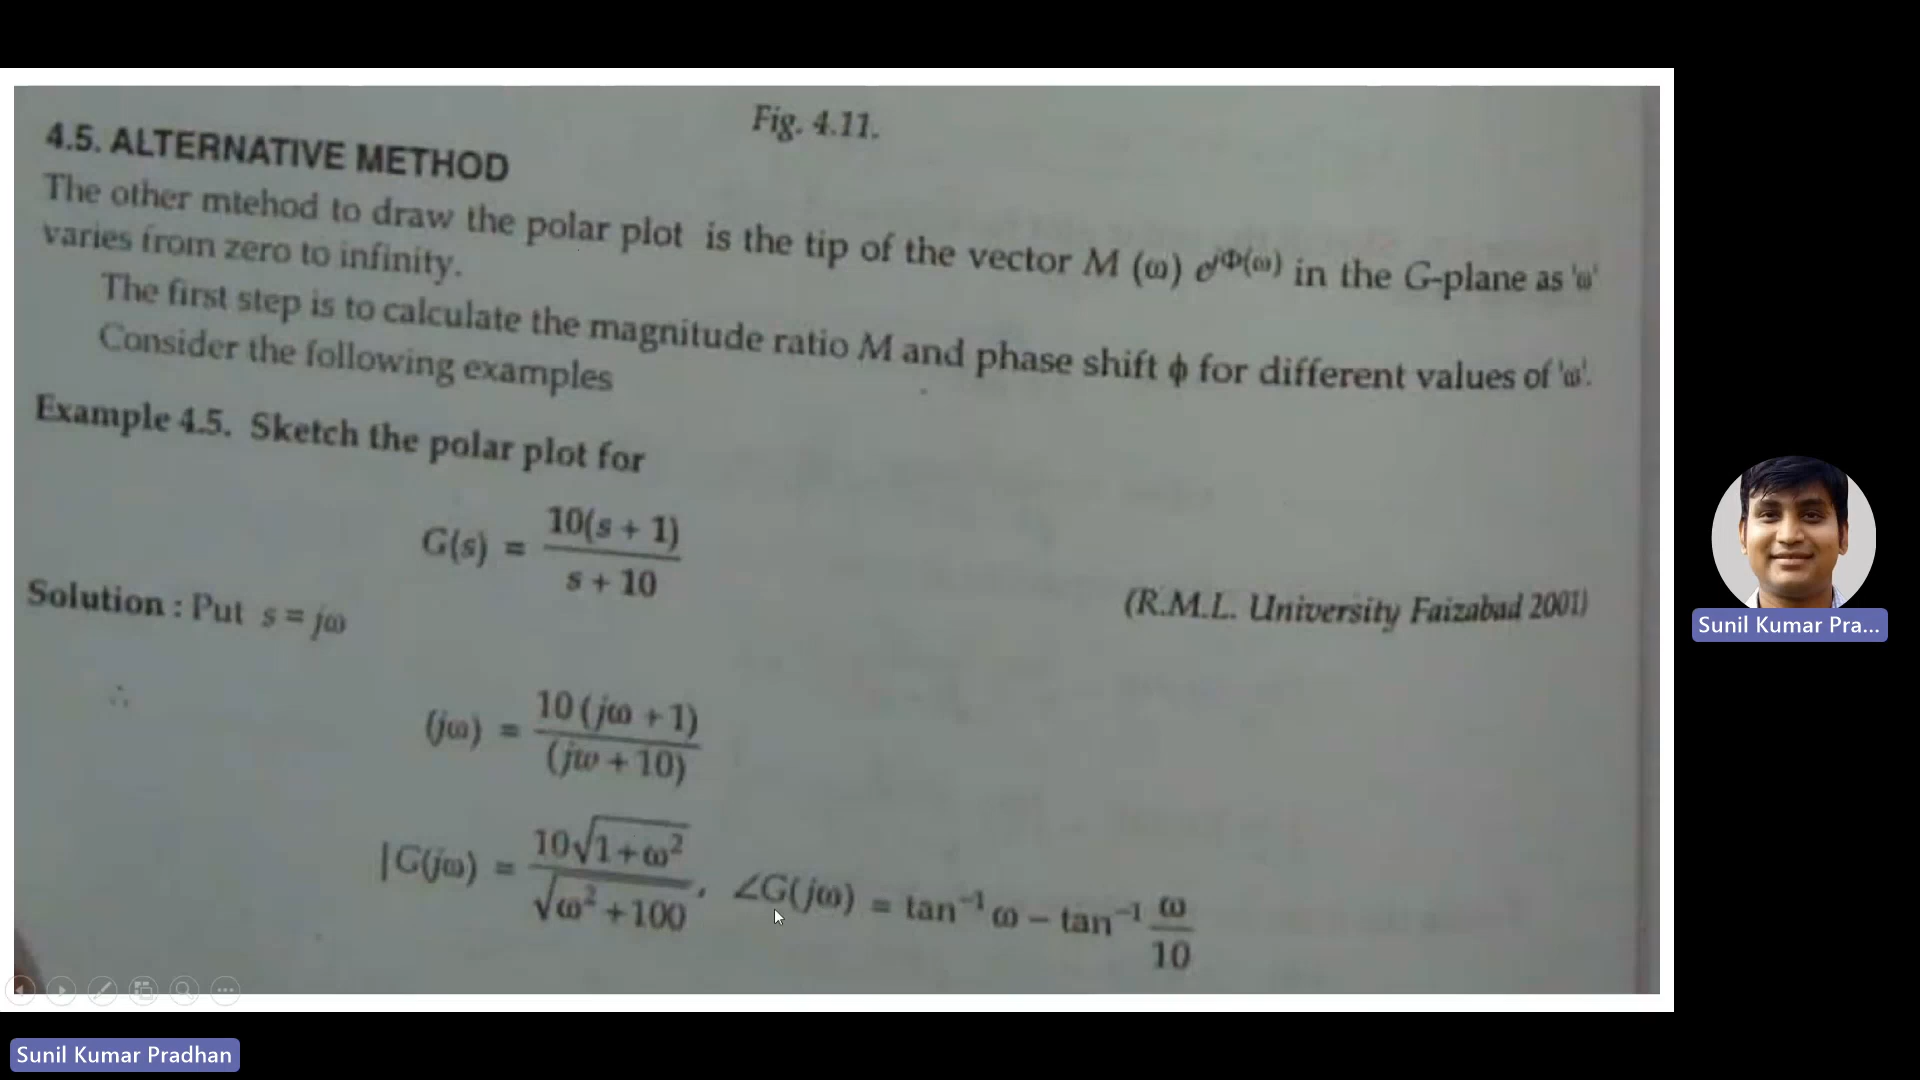 Fig. 4.11.
4.5. ALTERNATIVE METHOD
The other mtehod to draw the polar plot is the tip of the vector M (ω) e^jΦ(ω) in the G-plane as 'ω'
varies from zero to infinity.
The first step is to calculate the magnitude ratio M and phase shift ϕ for different values of 'ω'.
Consider the following examples
Example 4.5. Sketch the polar plot for
G(s) = 10(s + 1) / s + 10
(R.M.L. University Faizabad 2001)
Solution : Put s = jω
∴ (jω) = 10 (jω + 1) / (jω + 10)
|G(jω) = 10√1+ω² / √ω² +100 , ∠G(jω) = tan⁻¹ ω – tan⁻¹ ω / 10
Sunil Kumar Pra...
Sunil Kumar Pradhan